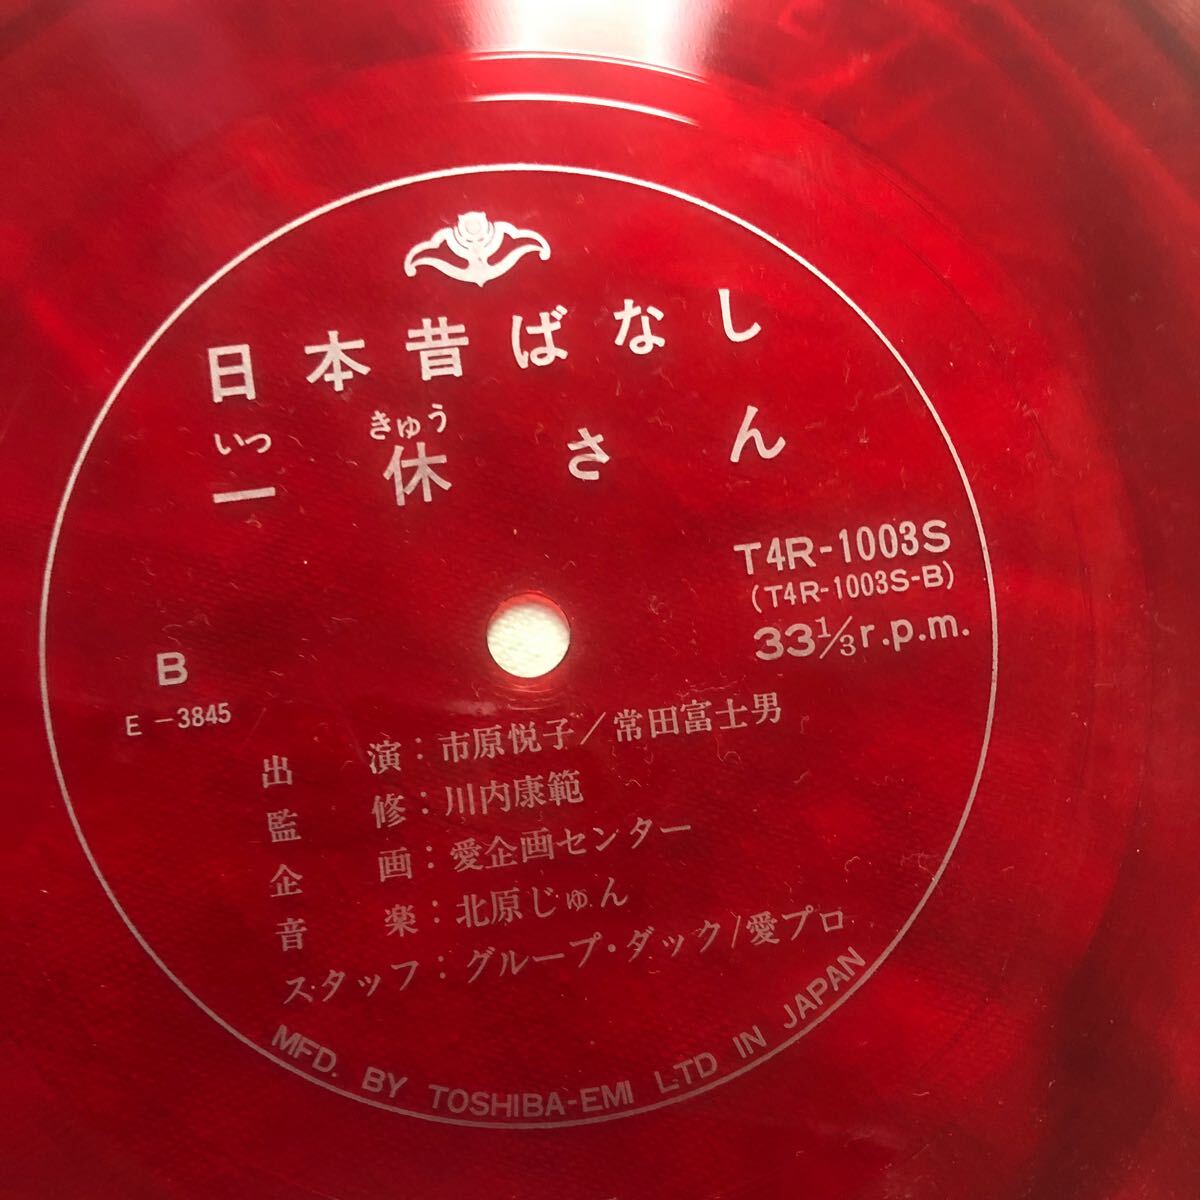 日本昔ばなし
いっ きゅう
一休さん
T4R-1003S
(T4R-1003S-B)
33⅓r.p.m.
B
E-3845
出演:市原悦子/常田富士男
監修:川内康範
企画:愛企画センター
音楽:北原じゅん
スタッフ:グループ・ダック/愛プロ
MFD. BY TOSHIBA-EMI LTD IN JAPAN